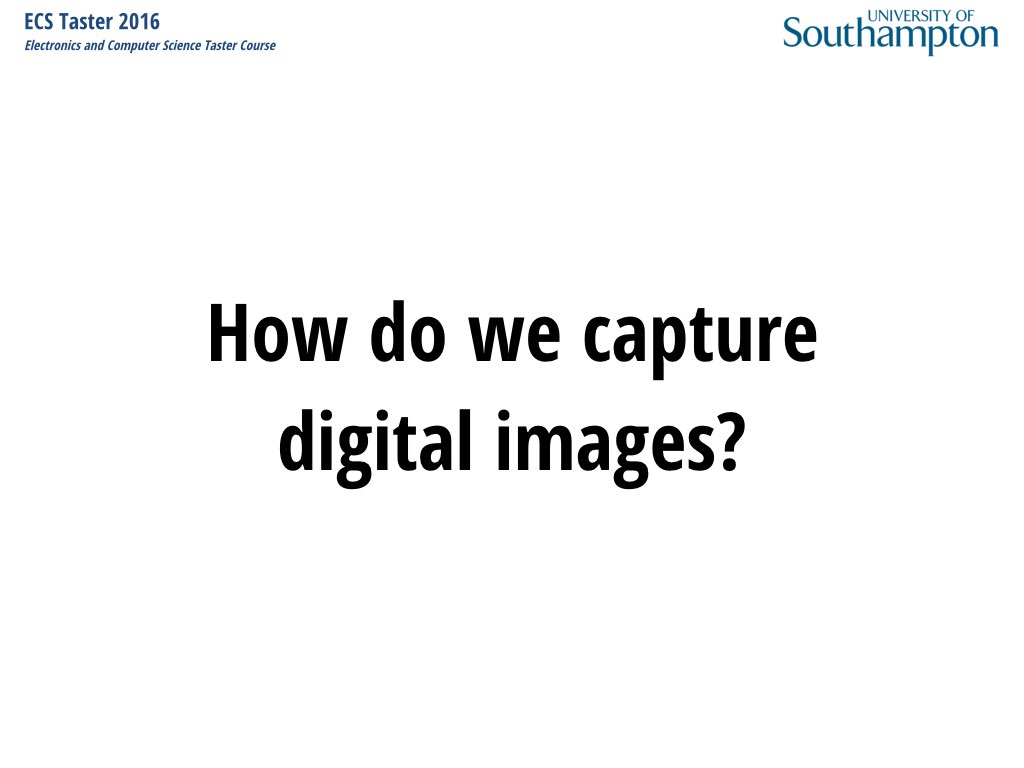 ECS Taster 2016
Electronics and Computer Science Taster Course
UNIVERSITY OF
Southampton
How do we capture
digital images?